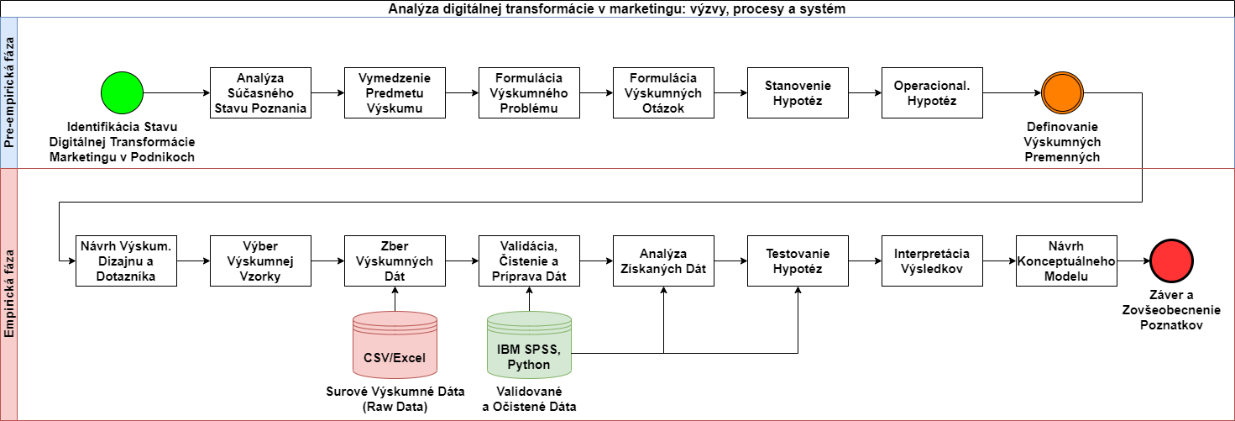 Analýza digitálnej transformácie v marketingu: výzvy, procesy a systém
Pre-empirická fáza
Identifikácia Stavu
Digitálnej Transformácie
Marketingu v Podnikoch
Analýza
Súčasného
Stavu Poznania
Vymedzenie
Predmetu
Výskumu
Formulácia
Výskumného
Problému
Formulácia
Výskumných
Otázok
Stanovenie
Hypotéz
Operacional.
Hypotéz
Definovanie
Výskumných
Premenných
Empirická fáza
Návrh Výskum.
Dizajnu a
Dotazníka
Výber
Výskumnej
Vzorky
Zber
Výskumných
Dát
Validácia,
Čistenie a
Príprava Dát
Analýza
Získaných Dát
Testovanie
Hypotéz
Interpretácia
Výsledkov
Návrh
Konceptuálneho
Modelu
Záver a
Zovšeobecnenie
Poznatkov
CSV/Excel
Surové Výskumné Dáta
(Raw Data)
IBM SPSS,
Python
Validované
a Očistené Dáta